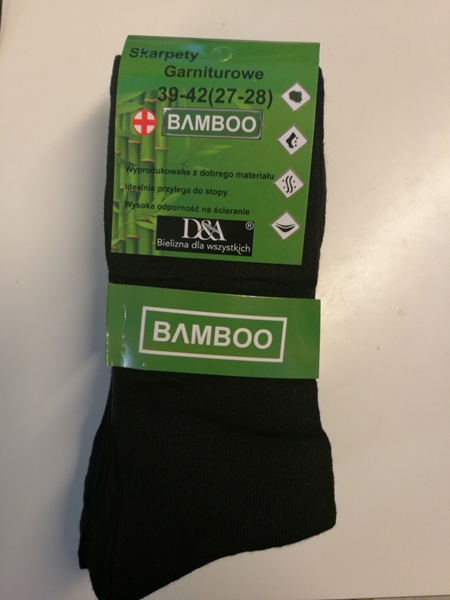 Skarpety
Garniturowe
39-42(27-28)
BAMBOO
Wyprodukowane z dobrego materiału
Idealnie przylega do stopy
Wysoka odporność na ścieranie
D&A ®
Bielizna dla wszystkich
BAMBOO